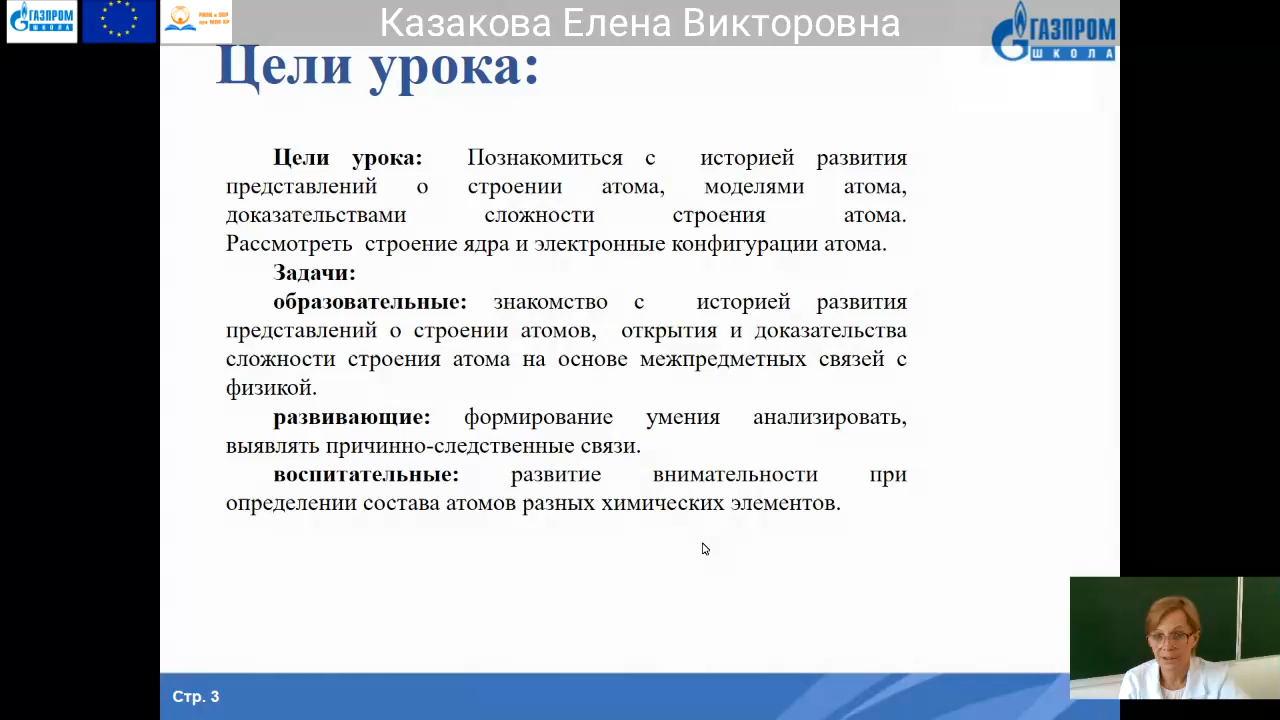 ГАЗПРОМ
ШКОЛА
Казакова Елена Викторовна
ГАЗПРОМ
ШКОЛА
Цели урока:
Цели урока: Познакомиться с историей развития
представлений о строении атома, моделями атома,
доказательствами сложности строения атома.
Рассмотреть строение ядра и электронные конфигурации атома.
Задачи:
образовательные: знакомство с историей развития
представлений о строении атомов, открытия и доказательства
сложности строения атома на основе межпредметных связей с
физикой.
развивающие: формирование умения анализировать,
выявлять причинно-следственные связи.
воспитательные: развитие внимательности при
определении состава атомов разных химических элементов.
Стр. 3